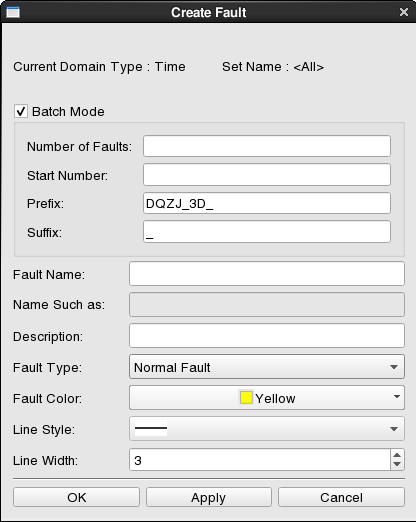 Create Fault
Current Domain Type : Time Set Name : <All>
Batch Mode
Number of Faults:
Start Number:
Prefix: DQZJ_3D_
Suffix: _
Fault Name:
Name Such as:
Description:
Fault Type: Normal Fault
Fault Color: Yellow
Line Style:
Line Width: 3
OK Apply Cancel